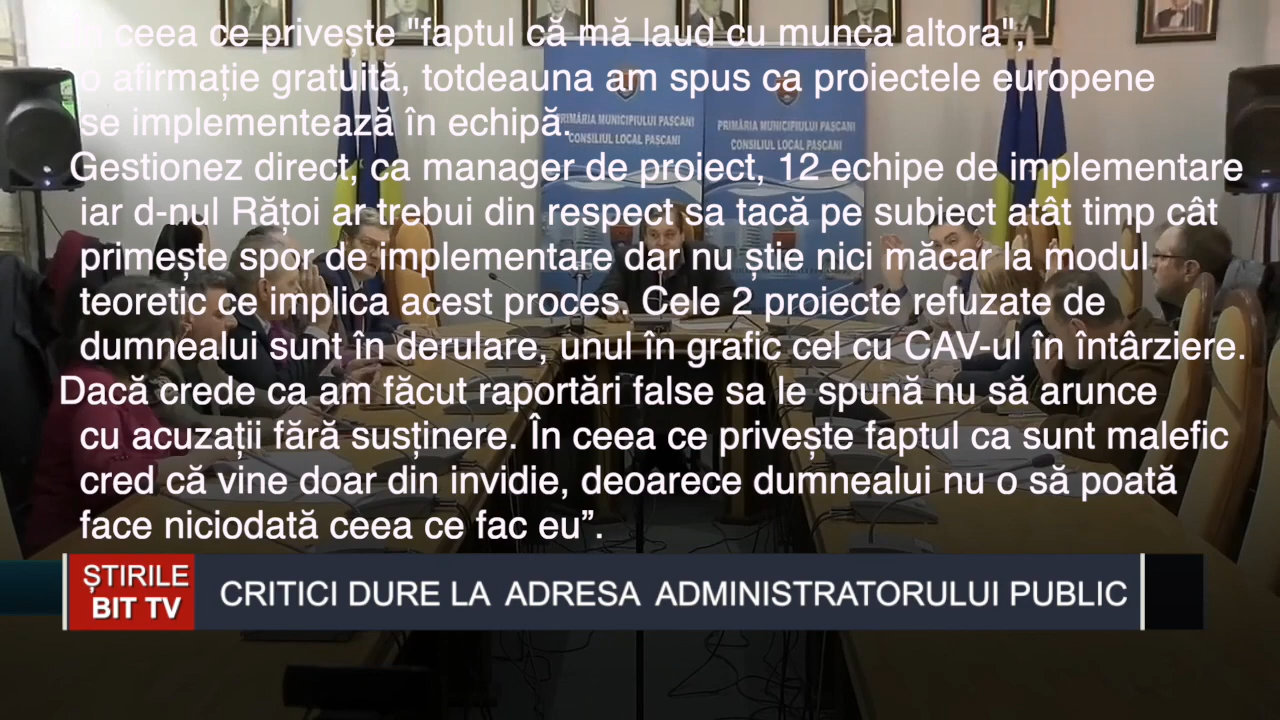 În ceea ce privește "faptul că mă laud cu munca altora",
o afirmație gratuită, totdeauna am spus ca proiectele europene
se implementează în echipă.
Gestionez direct, ca manager de proiect, 12 echipe de implementare
iar d-nul Rățoi ar trebui din respect sa tacă pe subiect atât timp cât
primește spor de implementare dar nu știe nici măcar la modul
teoretic ce implica acest proces. Cele 2 proiecte refuzate de
dumnealui sunt în derulare, unul în grafic cel cu CAV-ul în întârziere.
Dacă crede ca am făcut raportări false sa le spună nu să arunce
cu acuzații fără susținere. În ceea ce privește faptul ca sunt malefic
cred că vine doar din invidie, deoarece dumnealui nu o să poată
face niciodată ceea ce fac eu”.
PRIMĂRIA MUNICIPIULUI PAȘCANI
CONSILIUL LOCAL PAȘCANI
PRIMĂRIA MUNICIPIULUI PAȘCANI
CONSILIUL LOCAL PAȘCANI
ȘTIRILE
BIT TV
CRITICI DURE LA ADRESA ADMINISTRATORULUI PUBLIC